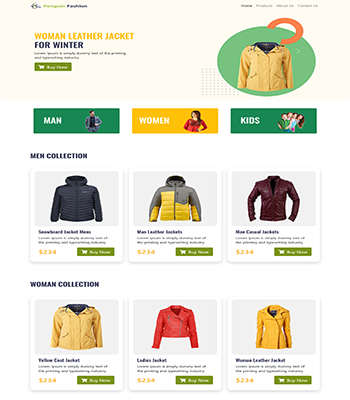 Penguin Fashion
Home Products About Us Contact Us
WOMAN LEATHER JACKET
FOR WINTER
Lorem Ipsum is simply dummy text of the printing
and typesetting industry
Buy Now
MAN
WOMEN
KIDS
MEN COLLECTION
Snowboard Jacket Mens
Lorem Ipsum is simply dummy text of
the printing and typesetting industry
$234
Buy Now
Man Leather Jackets
Lorem Ipsum is simply dummy text of
the printing and typesetting industry
$234
Buy Now
Man Casual Jackets
Lorem Ipsum is simply dummy text of
the printing and typesetting industry
$234
Buy Now
WOMAN COLLECTION
Yellow Coat Jacket
Lorem Ipsum is simply dummy text of
the printing and typesetting industry
$234
Buy Now
Ladies Jacket
Lorem Ipsum is simply dummy text of
the printing and typesetting industry
$234
Buy Now
Woman Leather Jacket
Lorem Ipsum is simply dummy text of
the printing and typesetting industry
$234
Buy Now